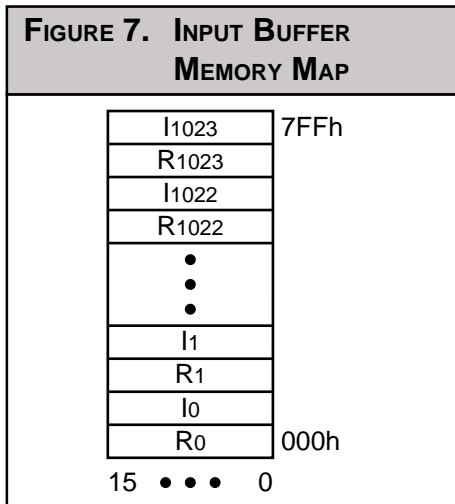 FIGURE 7. INPUT BUFFER
MEMORY MAP
I1023 7FFh
R1023
I1022
R1022
I1
R1
I0
R0 000h
15 • • • 0